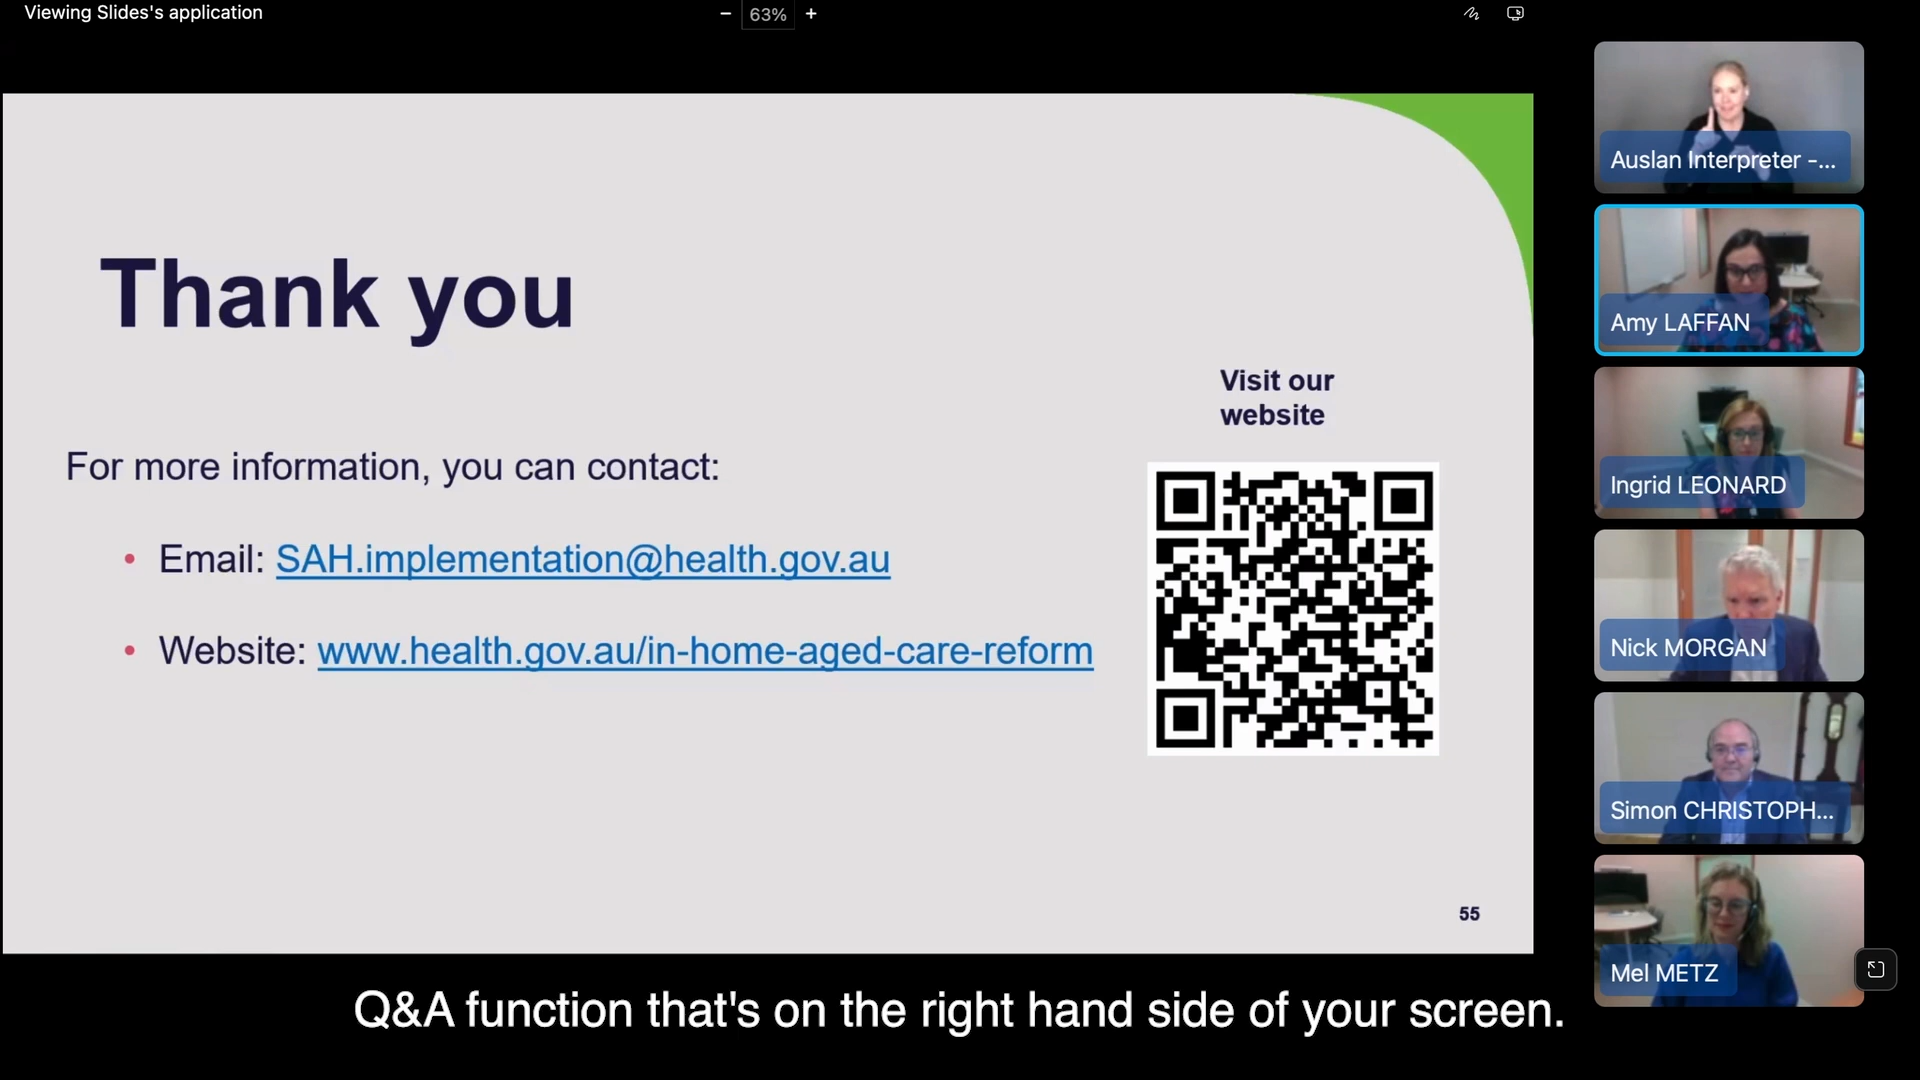 Viewing Slides's application
63%
Thank you
For more information, you can contact:
• Email: SAH.implementation@health.gov.au
• Website: www.health.gov.au/in-home-aged-care-reform
Visit our
website
55
Auslan Interpreter -...
Amy LAFFAN
Ingrid LEONARD
Nick MORGAN
Simon CHRISTOPH...
Mel METZ
Q&A function that's on the right hand side of your screen.